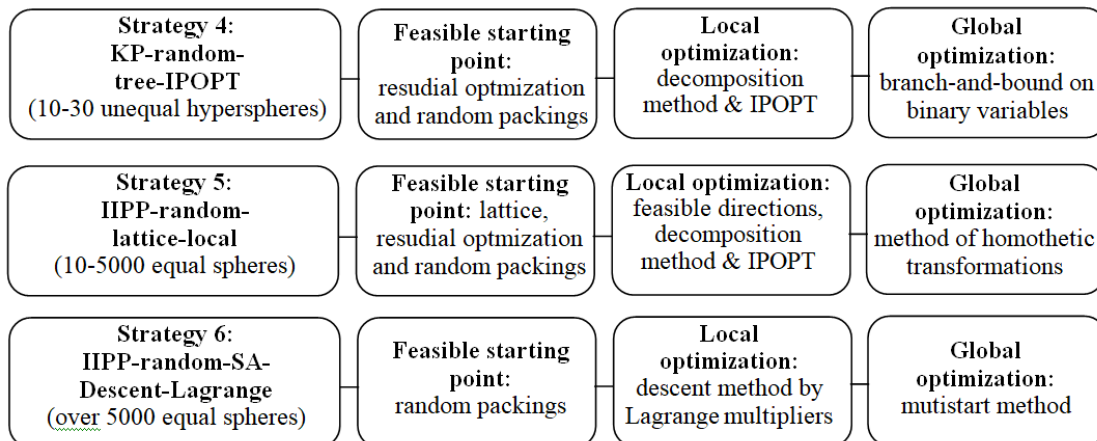 Strategy 4:
KP-random-
tree-IPOPT
(10-30 unequal hyperspheres)
Feasible starting
point:
resudial optmization
and random packings
Local
optimization:
decomposition
method & IPOPT
Global
optimization:
branch-and-bound on
binary variables
Strategy 5:
IIPP-random-
lattice-local
(10-5000 equal spheres)
Feasible starting
point: lattice,
resudial optmization
and random packings
Local optimization:
feasible directions,
decomposition
method & IPOPT
Global
optimization:
method of homothetic
transformations
Strategy 6:
IIPP-random-SA-
Descent-Lagrange
(over 5000 equal spheres)
Feasible starting
point:
random packings
Local
optimization:
descent method by
Lagrange multipliers
Global
optimization:
mutistart method